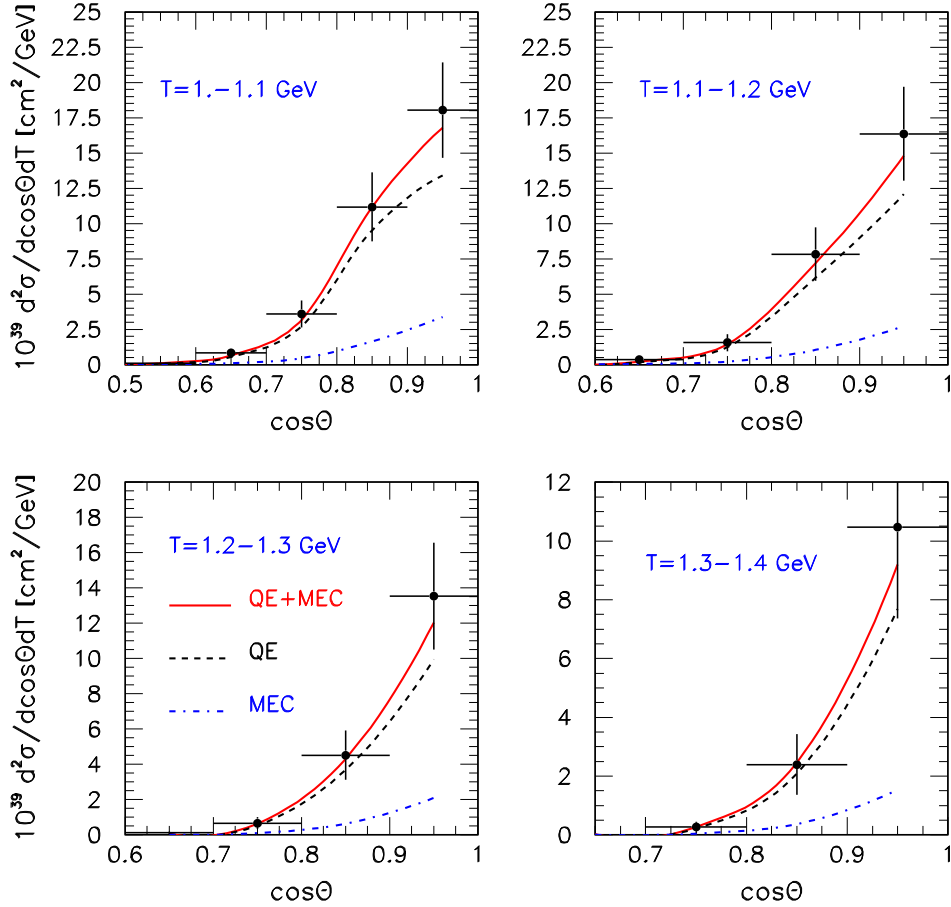 10³⁹ d²σ/dcosΘdT [cm²/GeV]
25
22.5
20
17.5
15
12.5
10
7.5
5
2.5
0
T=1.–1.1 GeV
0.5 0.6 0.7 0.8 0.9 1
cosΘ
25
22.5
20
17.5
15
12.5
10
7.5
5
2.5
0
T=1.1–1.2 GeV
0.6 0.7 0.8 0.9 1
cosΘ
10³⁹ d²σ/dcosΘdT [cm²/GeV]
20
18
16
14
12
10
8
6
4
2
0
T=1.2–1.3 GeV
QE+MEC
QE
MEC
0.6 0.7 0.8 0.9 1
cosΘ
12
10
8
6
4
2
0
T=1.3–1.4 GeV
0.7 0.8 0.9 1
cosΘ